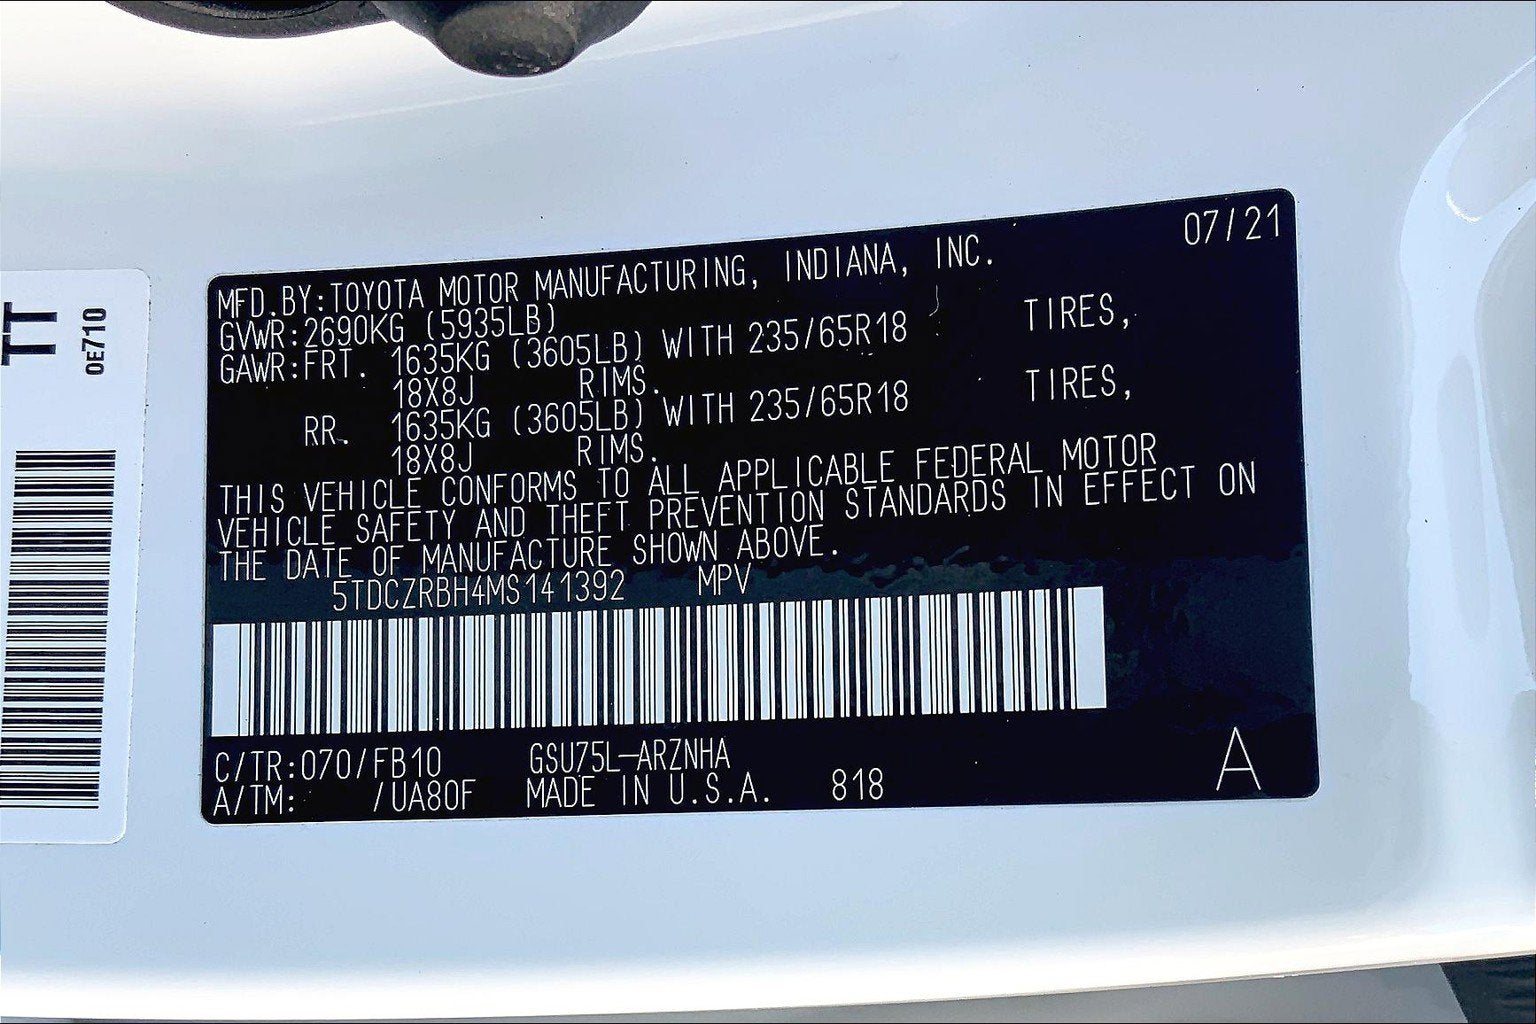 07/21
MFD.BY:TOYOTA MOTOR MANUFACTURING, INDIANA, INC.
GVWR:2690KG (5935LB)
GAWR:FRT. 1635KG (3605LB) WITH 235/65R18 TIRES,
18X8J RIMS.
RR. 1635KG (3605LB) WITH 235/65R18 TIRES,
18X8J RIMS.
THIS VEHICLE CONFORMS TO ALL APPLICABLE FEDERAL MOTOR
VEHICLE SAFETY AND THEFT PREVENTION STANDARDS IN EFFECT ON
THE DATE OF MANUFACTURE SHOWN ABOVE.
5TDCZRBH4MS141392 MPV
C/TR:070/FB10 GSU75L-ARZNHA
A/TM: /UA80F MADE IN U.S.A. 818 A
TT
0E710